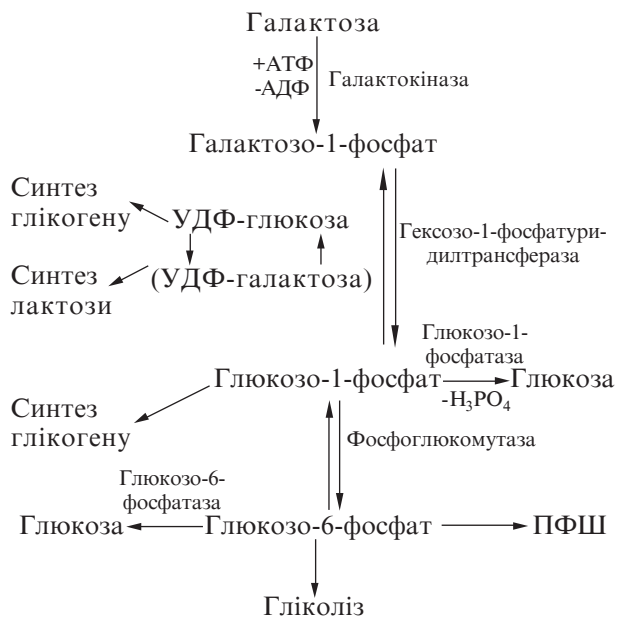 Галактоза
+АТФ
-АДФ
Галактокіназа
Галактозо-1-фосфат
Синтез
глікогену
УДФ-глюкоза
Гексозо-1-фосфатури-
дилтрансфераза
Синтез
лактози
(УДФ-галактоза)
Глюкозо-1-
фосфатаза
Глюкозо-1-фосфат
Глюкоза
-H₃PO₄
Синтез
глікогену
Фосфоглюкомутаза
Глюкозо-6-
фосфатаза
Глюкоза
Глюкозо-6-фосфат
ПФШ
Гліколіз